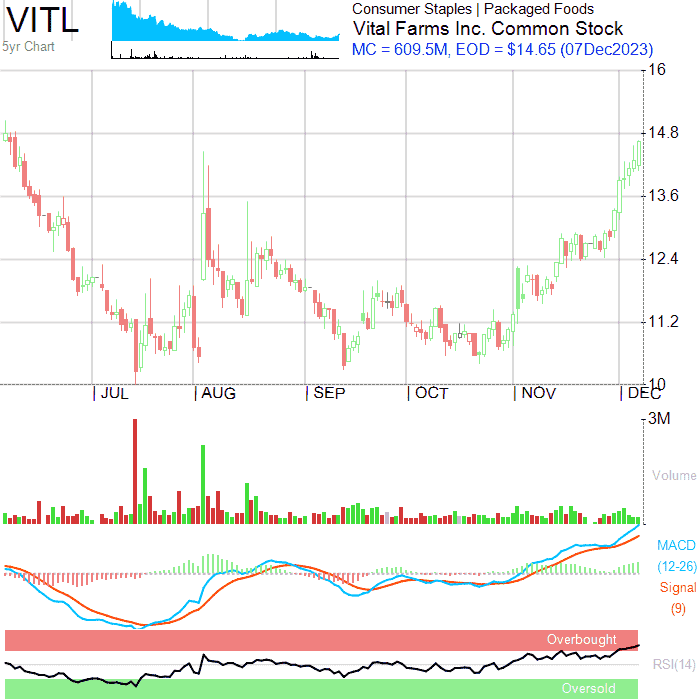 VITL
5yr Chart
Consumer Staples | Packaged Foods
Vital Farms Inc. Common Stock
MC = 609.5M, EOD = $14.65 (07Dec2023)
16
14.8
13.6
12.4
11.2
10
JUL AUG SEP OCT NOV DEC
3M
Volume
MACD
(12-26)
Signal
(9)
Overbought
RSI(14)
Oversold